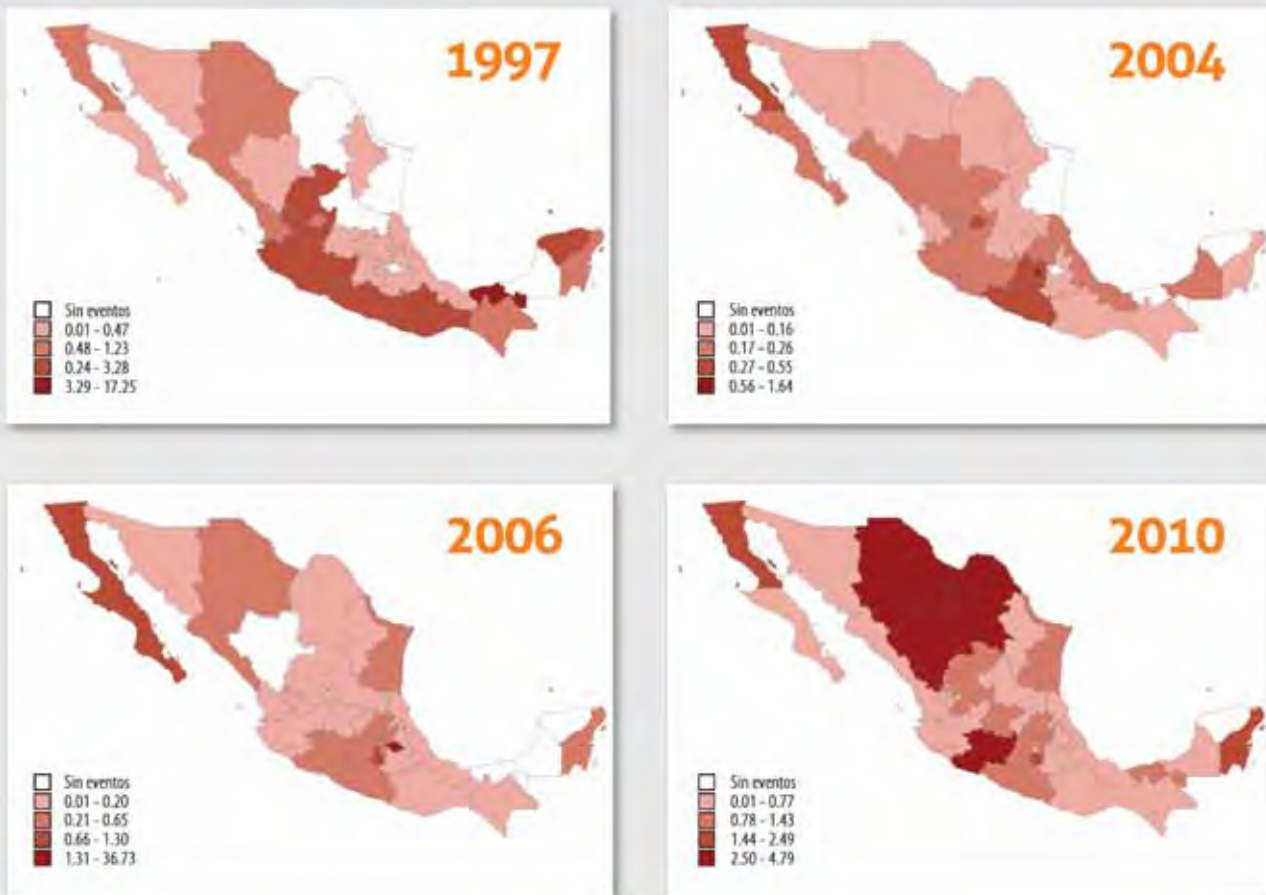 1997
Sin eventos
0.01 - 0.47
0.48 - 1.23
0.24 - 3.28
3.29 - 17.25
2004
Sin eventos
0.01 - 0.16
0.17 - 0.26
0.27 - 0.55
0.56 - 1.64
2006
Sin eventos
0.01 - 0.20
0.21 - 0.65
0.66 - 1.30
1.31 - 36.73
2010
Sin eventos
0.01 - 0.77
0.78 - 1.43
1.44 - 2.49
2.50 - 4.79